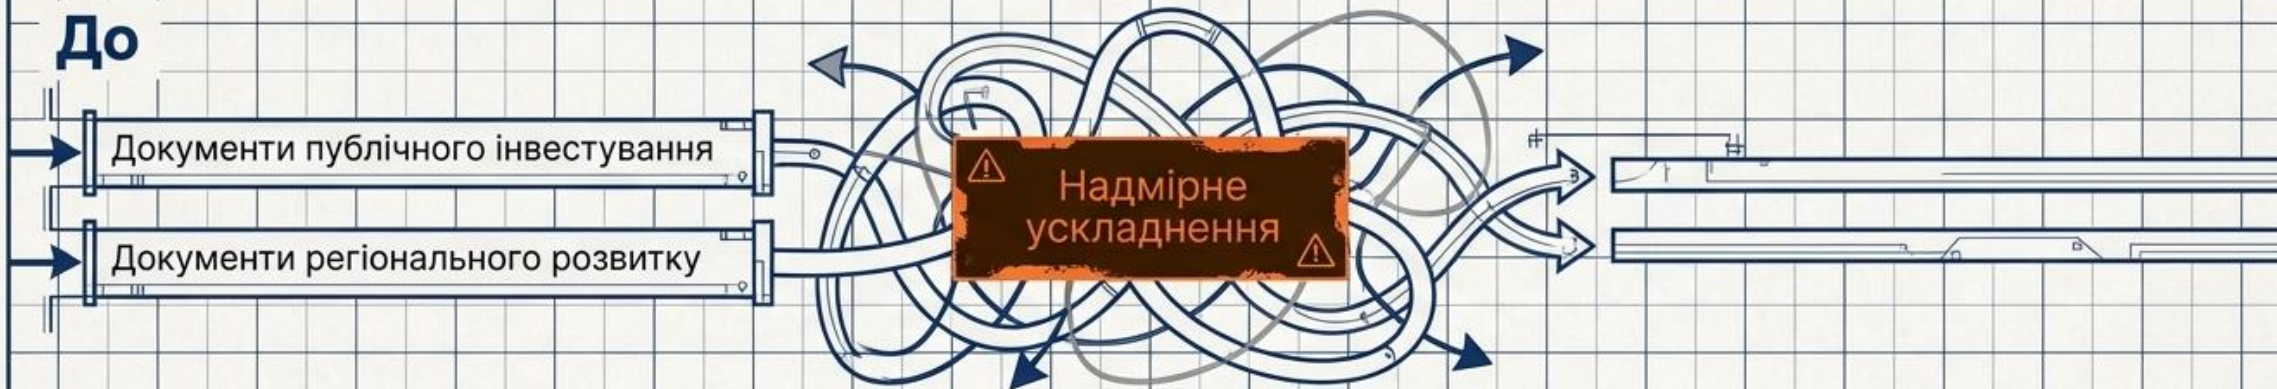 До
Документи публічного інвестування
Документи регіонального розвитку
Надмірне
ускладнення